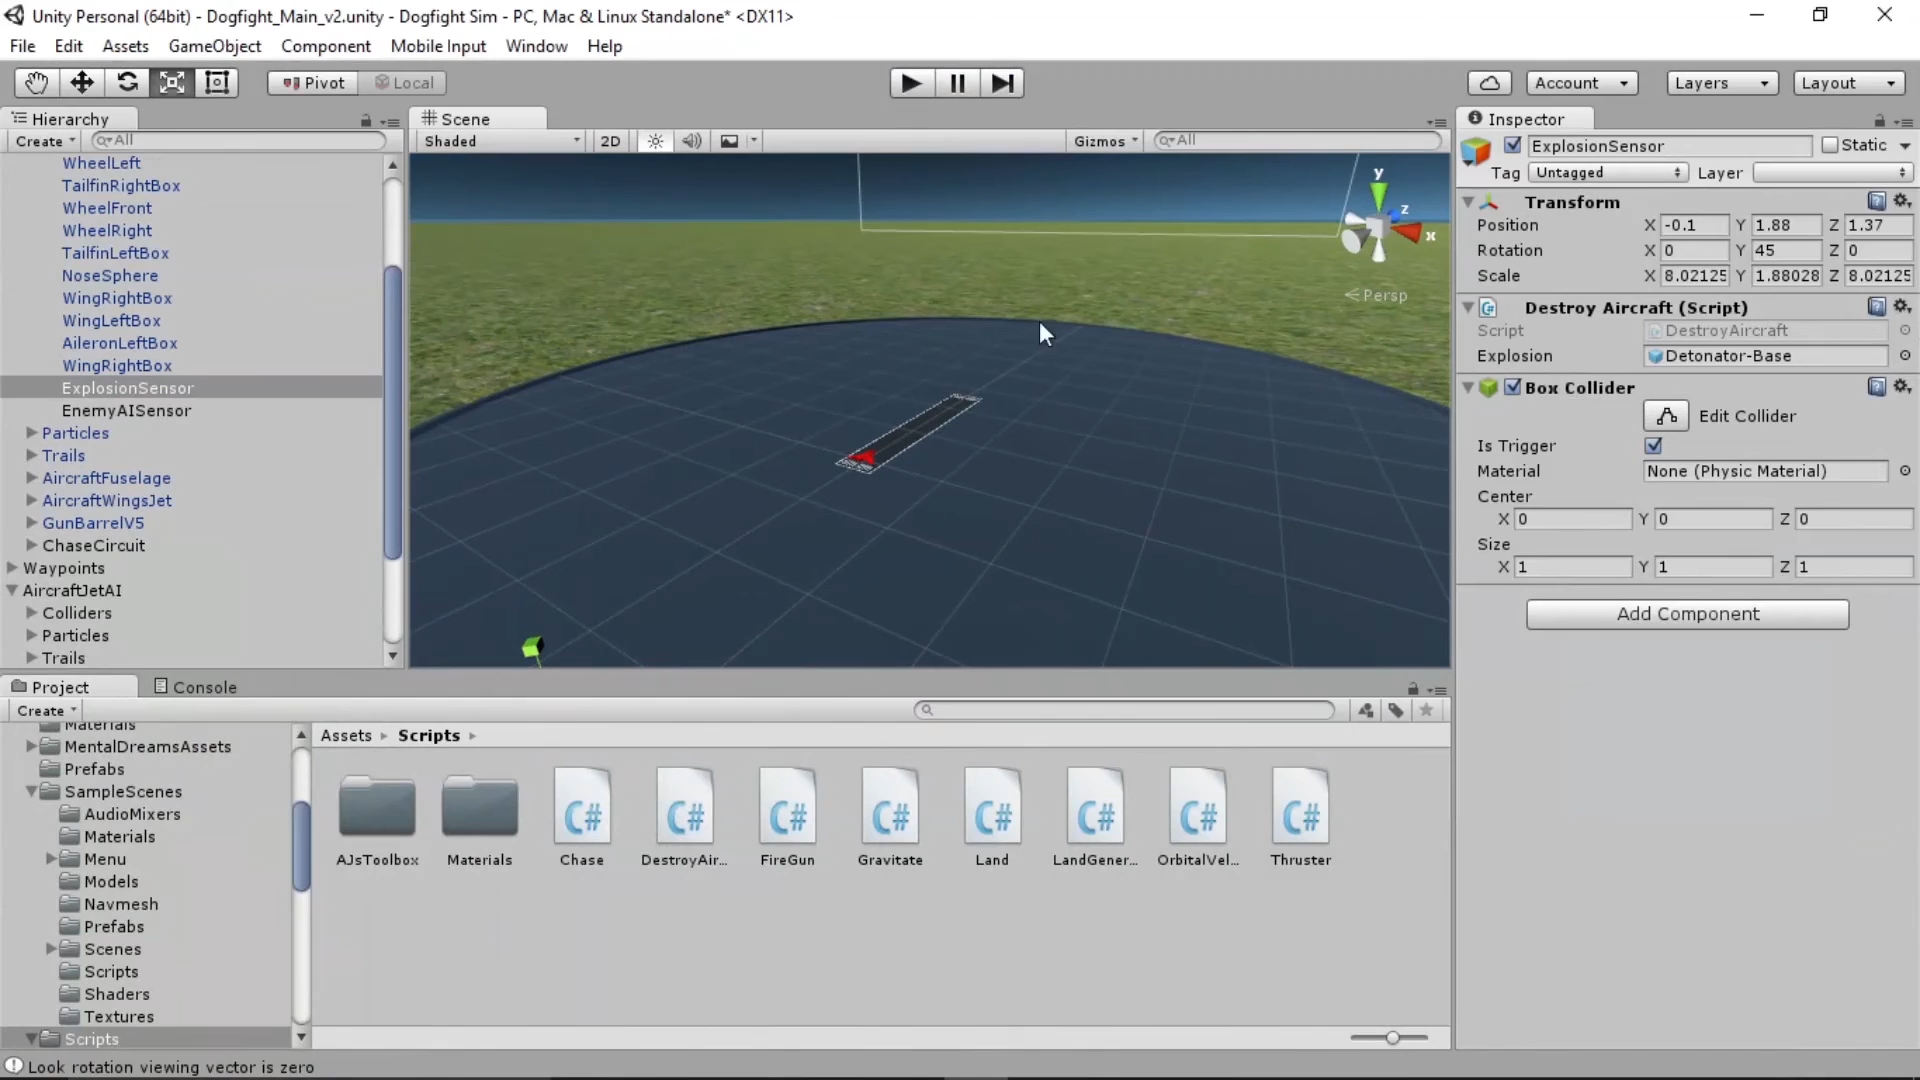 Unity Personal (64bit) - Dogfight_Main_v2.unity - Dogfight Sim - PC, Mac & Linux Standalone* <DX11>
File Edit Assets GameObject Component Mobile Input Window Help
Pivot Local Account Layers Layout
Hierarchy
Create All
WheelLeft
TailfinRightBox
WheelFront
WheelRight
TailfinLeftBox
NoseSphere
WingRightBox
WingLeftBox
AileronLeftBox
WingRightBox
ExplosionSensor
EnemyAISensor
Particles
Trails
AircraftFuselage
AircraftWingsJet
GunBarrelV5
ChaseCircuit
Waypoints
AircraftJetAI
Colliders
Particles
Trails
Scene
Shaded 2D Gizmos All
y
z
x
Persp
Inspector
ExplosionSensor Static
Tag Untagged Layer
Transform
Position X -0.1 Y 1.88 Z 1.37
Rotation X 0 Y 45 Z 0
Scale X 8.02125 Y 1.88028 Z 8.02125
Destroy Aircraft (Script)
Script DestroyAircraft
Explosion Detonator-Base
Box Collider
Edit Collider
Is Trigger
Material None (Physic Material)
Center
X 0 Y 0 Z 0
Size
X 1 Y 1 Z 1
Add Component
Project Console
Create
Materials
MentalDreamsAssets
Prefabs
SampleScenes
AudioMixers
Materials
Menu
Models
Navmesh
Prefabs
Scenes
Scripts
Shaders
Textures
Scripts
Assets Scripts
C# C# C# C# C# C# C# C#
AJsToolbox Materials Chase DestroyAir... FireGun Gravitate Land LandGener... OrbitalVel... Thruster
Look rotation viewing vector is zero